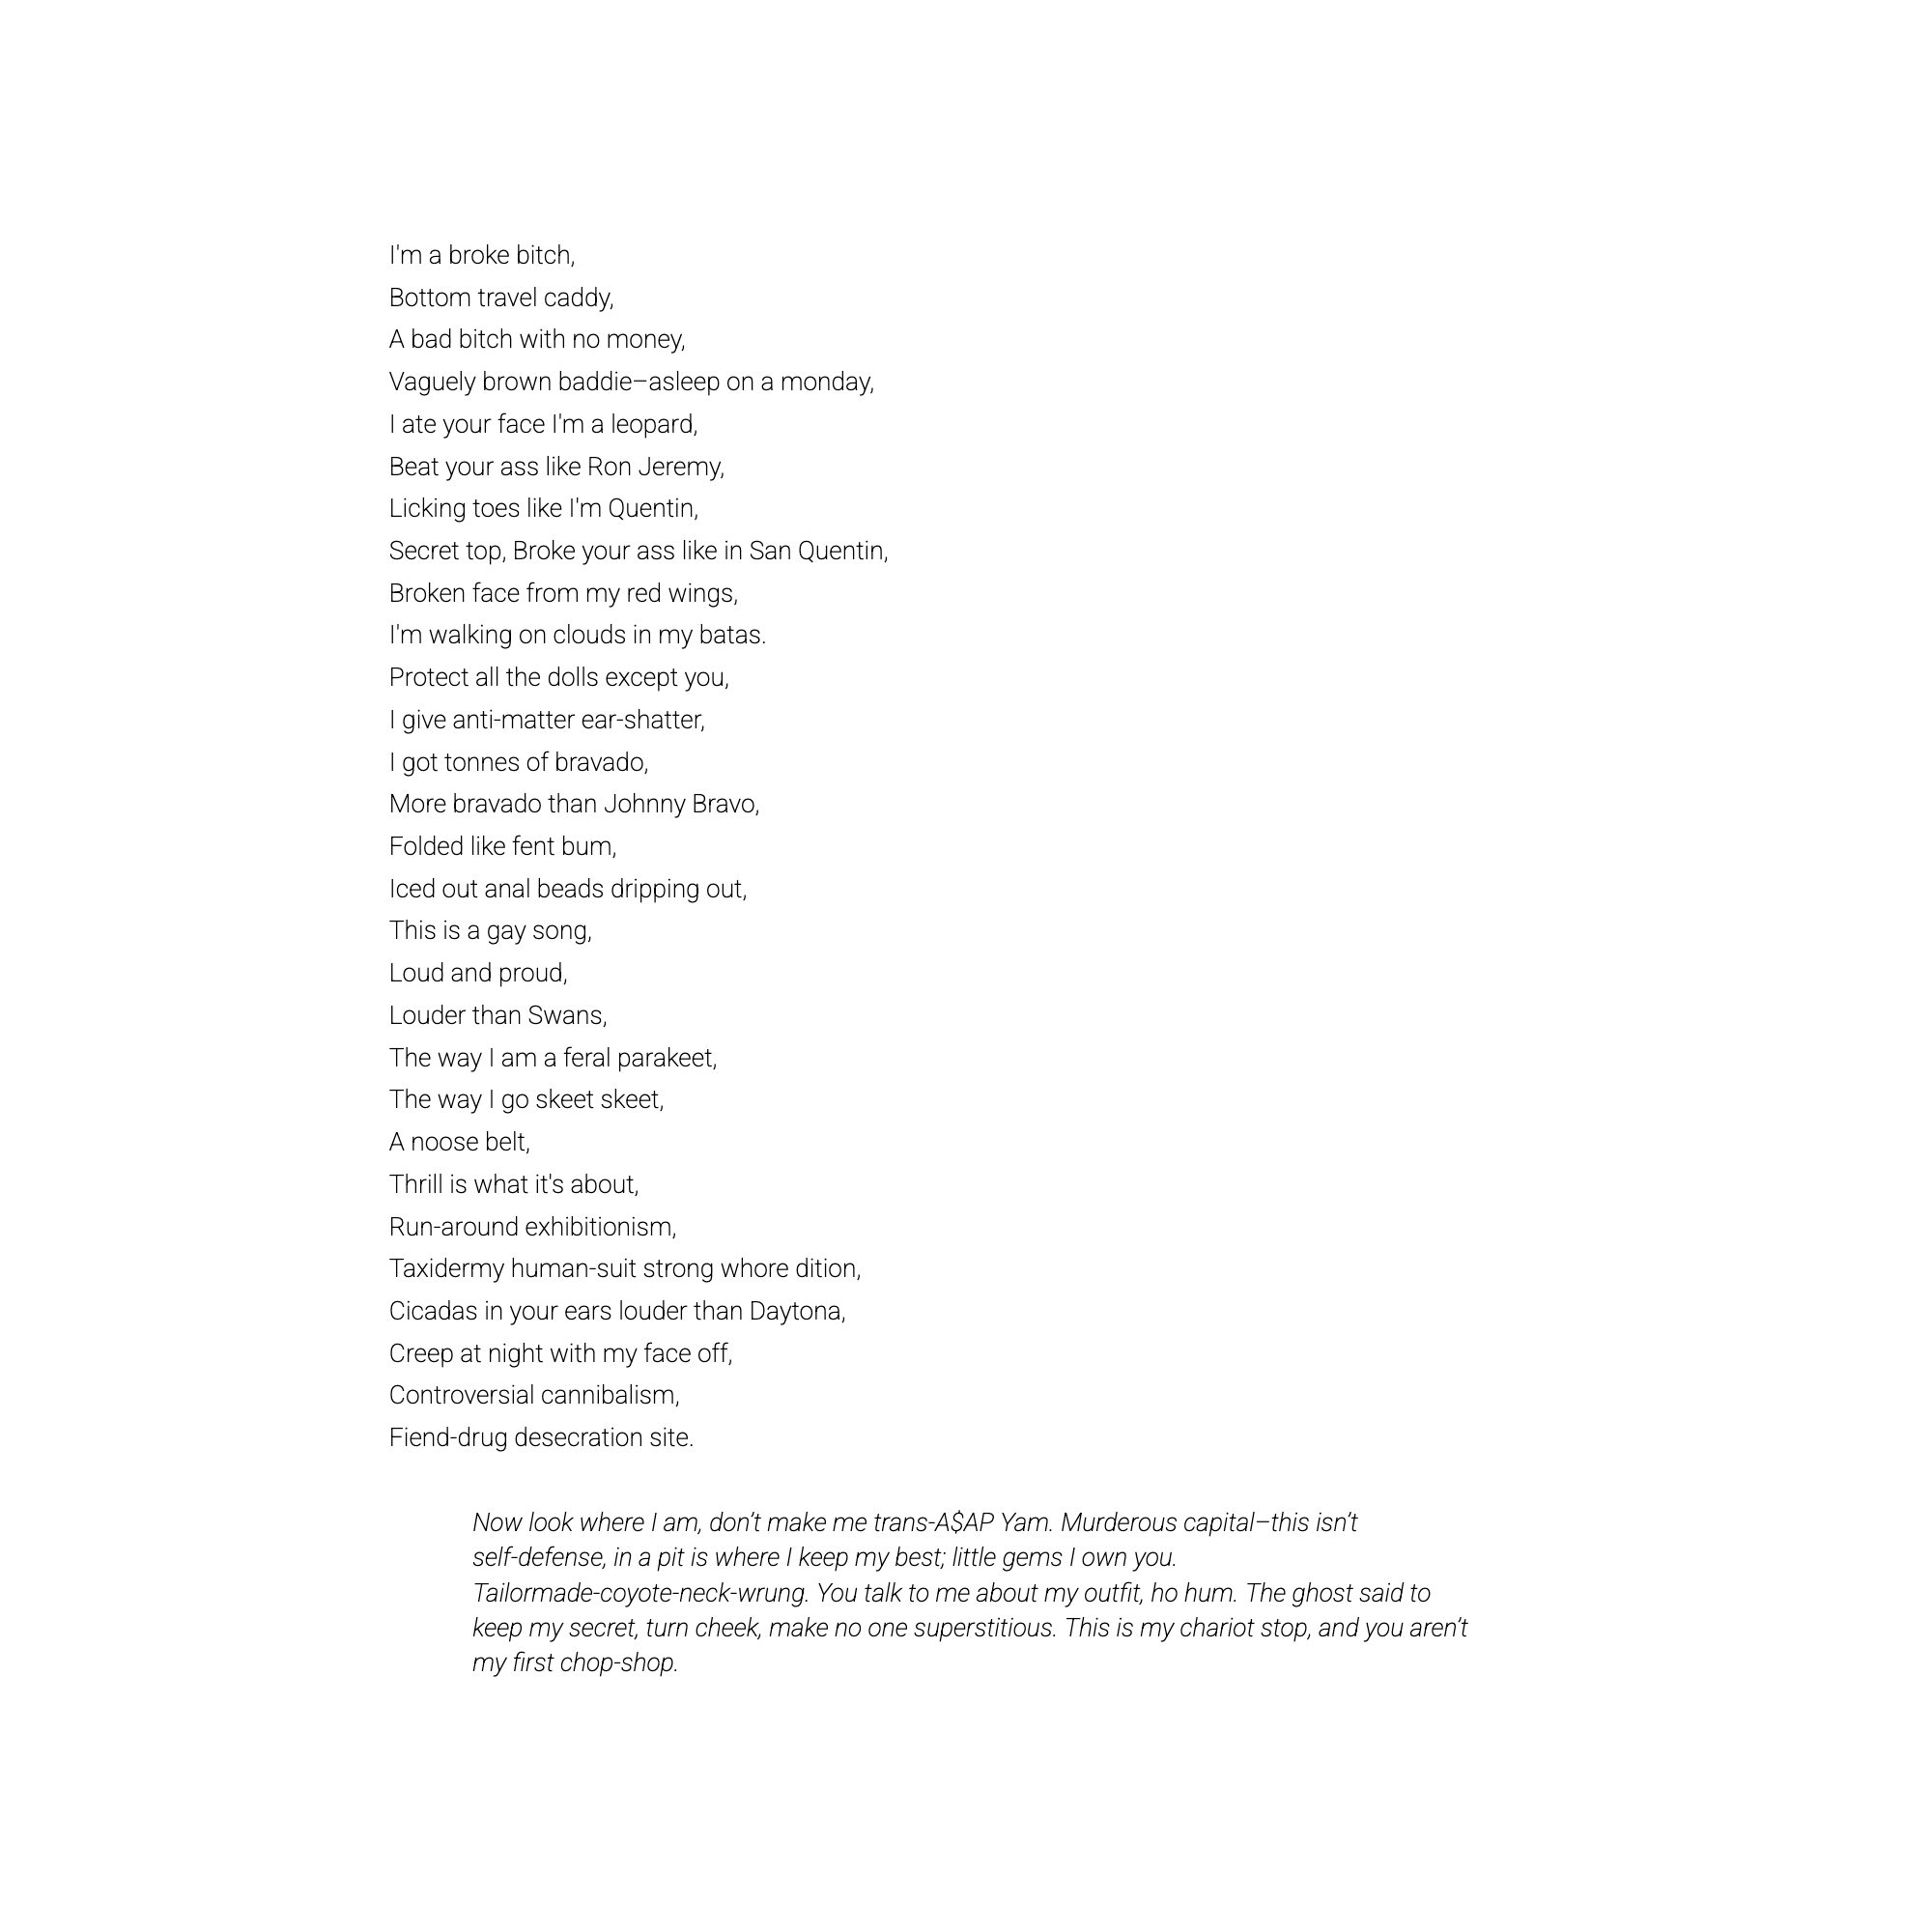 I'm a broke bitch,
Bottom travel caddy,
A bad bitch with no money,
Vaguely brown baddie–asleep on a monday,
I ate your face I'm a leopard,
Beat your ass like Ron Jeremy,
Licking toes like I'm Quentin,
Secret top, Broke your ass like in San Quentin,
Broken face from my red wings,
I'm walking on clouds in my batas.
Protect all the dolls except you,
I give anti-matter ear-shatter,
I got tonnes of bravado,
More bravado than Johnny Bravo,
Folded like fent bum,
Iced out anal beads dripping out,
This is a gay song,
Loud and proud,
Louder than Swans,
The way I am a feral parakeet,
The way I go skeet skeet,
A noose belt,
Thrill is what it's about,
Run-around exhibitionism,
Taxidermy human-suit strong whore dition,
Cicadas in your ears louder than Daytona,
Creep at night with my face off,
Controversial cannibalism,
Fiend-drug desecration site.
Now look where I am, don’t make me trans-A$AP Yam. Murderous capital–this isn’t
self-defense, in a pit is where I keep my best; little gems I own you.
Tailormade-coyote-neck-wrung. You talk to me about my outfit, ho hum. The ghost said to
keep my secret, turn cheek, make no one superstitious. This is my chariot stop, and you aren’t
my first chop-shop.